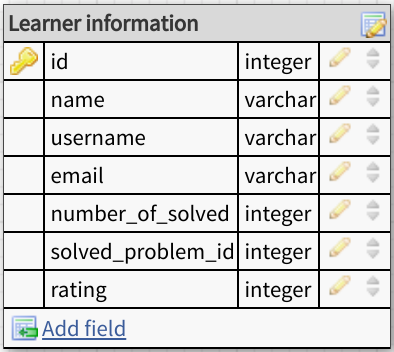 Learner information
id integer
name varchar
username varchar
email varchar
number_of_solved integer
solved_problem_id integer
rating integer
Add field